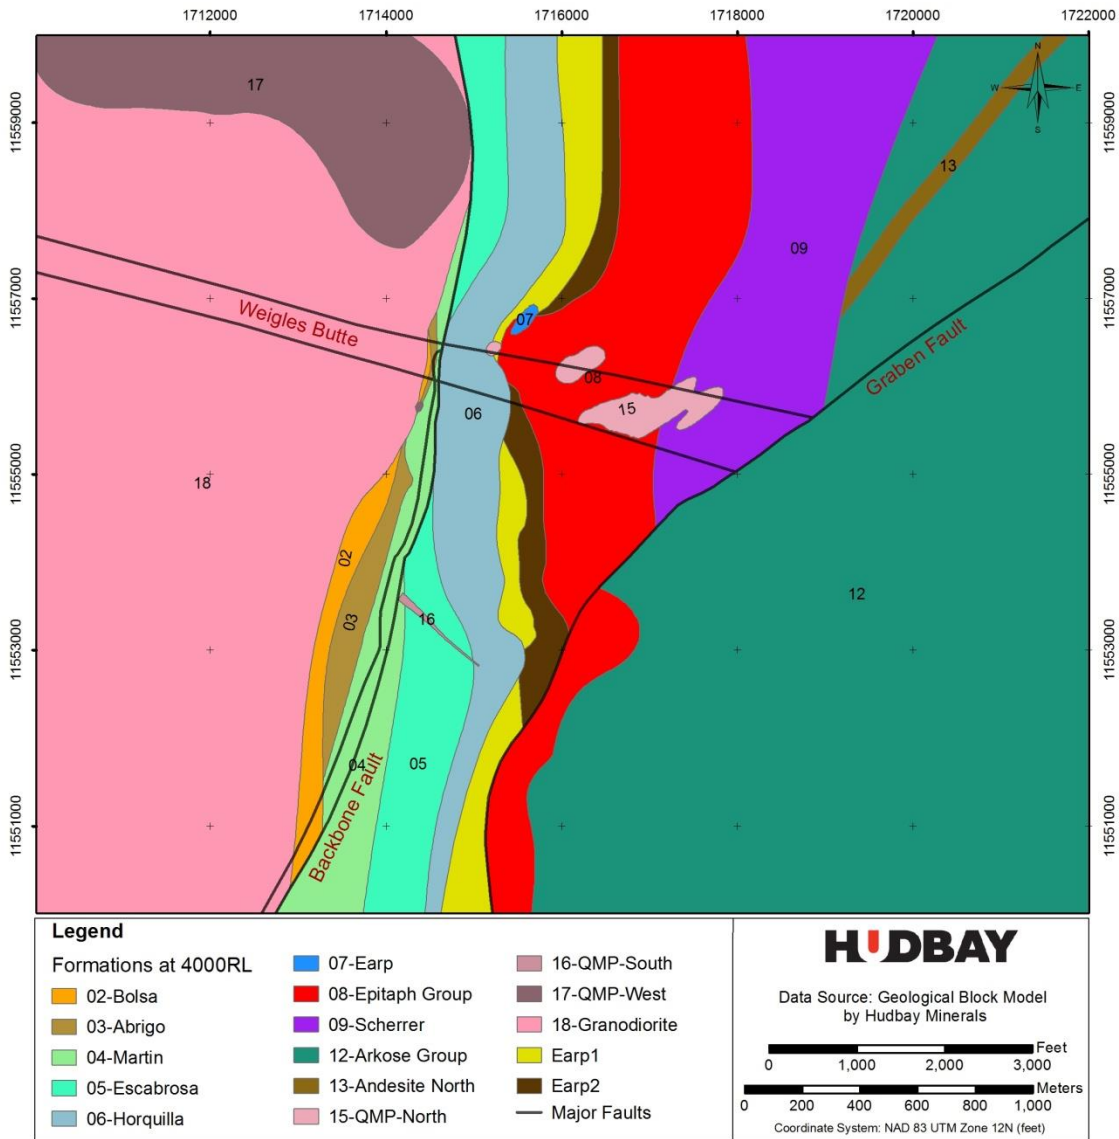 1712000 1714000 1716000 1718000 1720000 1722000
11559000
11557000
11555000
11553000
11551000
11559000
11557000
11555000
11553000
11551000
N
W E
S
17
13
09
07
Weigles Butte
08
15
06
Graben Fault
18
02
03
16
12
04
05
Backbone Fault
Legend
Formations at 4000RL
02-Bolsa
03-Abrigo
04-Martin
05-Escabrosa
06-Horquilla
07-Earp
08-Epitaph Group
09-Scherrer
12-Arkose Group
13-Andesite North
15-QMP-North
16-QMP-South
17-QMP-West
18-Granodiorite
Earp1
Earp2
Major Faults
HUDBAY
Data Source: Geological Block Model
by Hudbay Minerals
Feet
0 1,000 2,000 3,000
Meters
0 200 400 600 800 1,000
Coordinate System: NAD 83 UTM Zone 12N (feet)